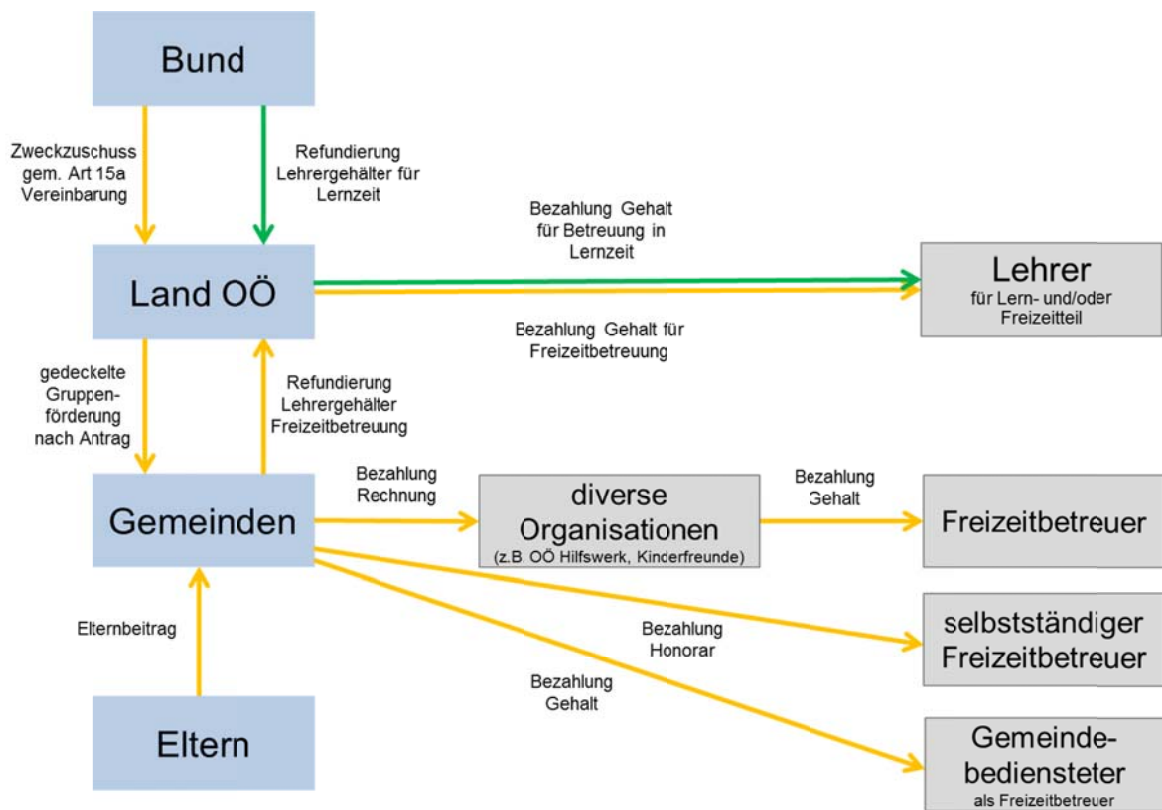 Bund
Zweckzuschuss
gem. Art 15a
Vereinbarung
Refundierung
Lehrergehälter für
Lernzeit
Land OÖ
Bezahlung Gehalt
für Betreuung in
Lernzeit
Bezahlung Gehalt für
Freizeitbetreuung
Lehrer
für Lern- und/oder
Freizeitteil
gedeckelte
Gruppen-
förderung
nach Antrag
Refundierung
Lehrergehälter
Freizeitbetreuung
Gemeinden
Bezahlung
Rechnung
diverse
Organisationen
(z.B. OÖ Hilfswerk, Kinderfreunde)
Bezahlung
Gehalt
Freizeitbetreuer
Elternbeitrag
Bezahlung
Honorar
selbstständiger
Freizeitbetreuer
Bezahlung
Gehalt
Eltern
Gemeinde-
bediensteter
als Freizeitbetreuer